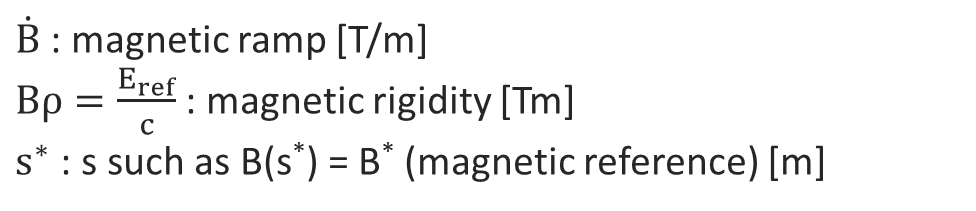 Ḃ : magnetic ramp [T/m]
Bρ = E_ref/c : magnetic rigidity [Tm]
s* : s such as B(s*) = B* (magnetic reference) [m]